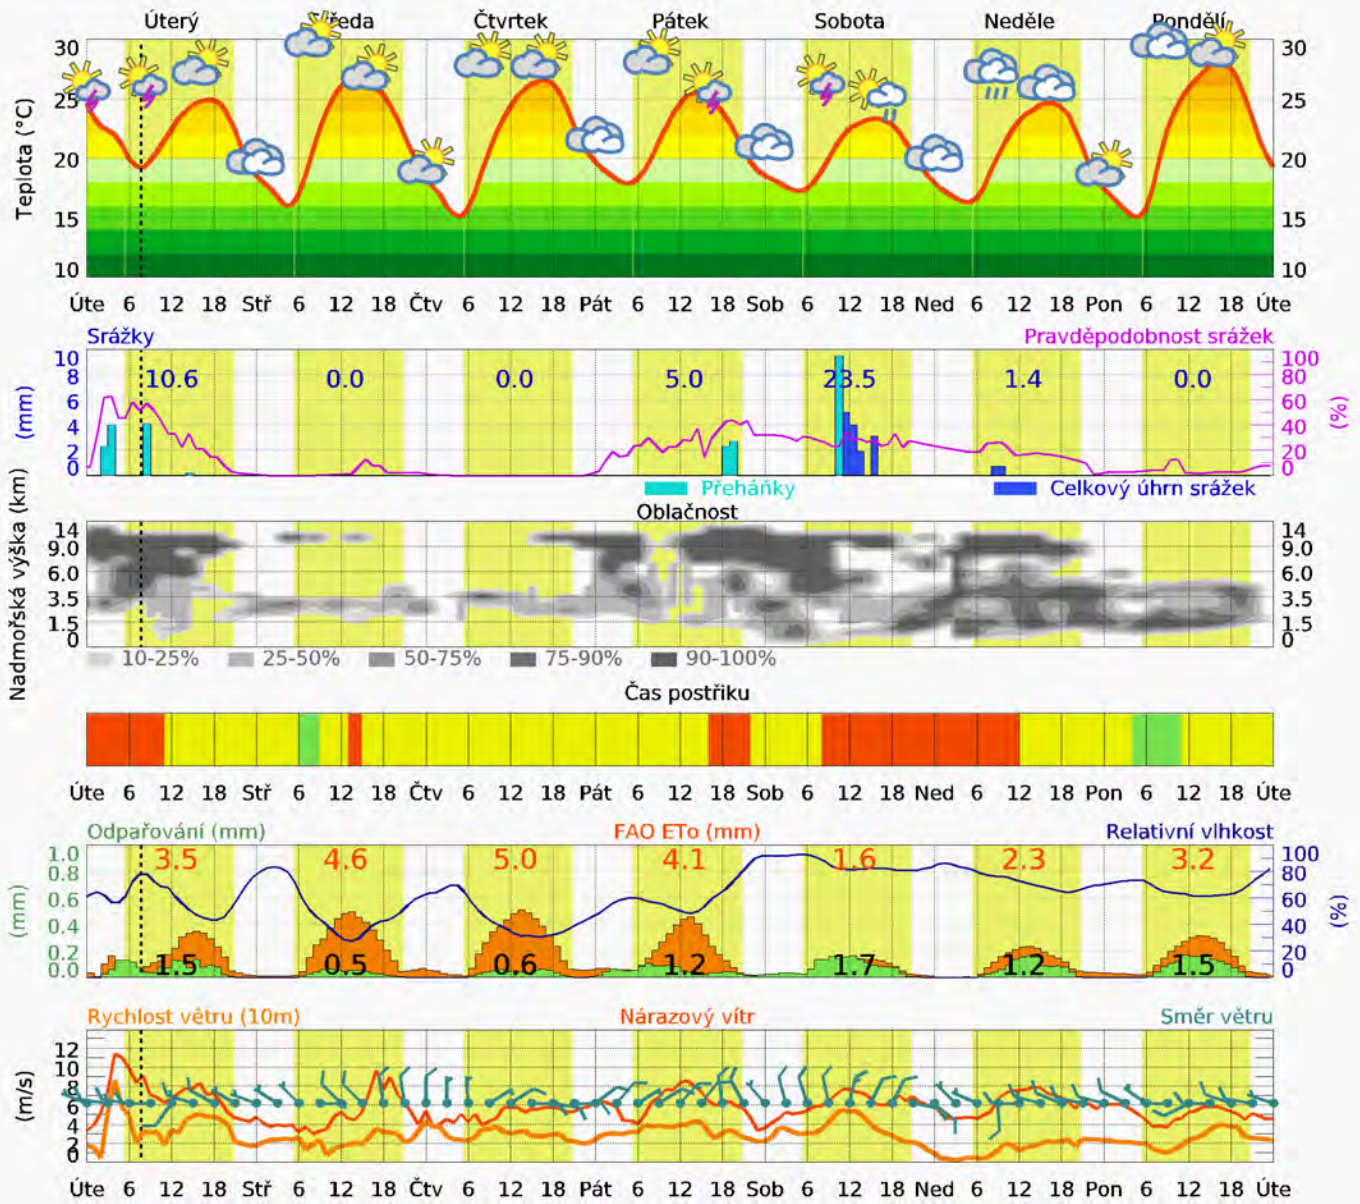 Úterý Středa Čtvrtek Pátek Sobota Neděle Pondělí
Teplota (°C)
30 30
25 25
20 20
15 15
10 10
Úte 6 12 18 Stř 6 12 18 Čtv 6 12 18 Pát 6 12 18 Sob 6 12 18 Ned 6 12 18 Pon 6 12 18 Úte
Srážky Pravděpodobnost srážek
(mm) (%)
10 100
8 10.6 0.0 0.0 5.0 23.5 1.4 0.0 80
6 60
4 40
2 20
0 0
Přeháňky Celkový úhrn srážek
Oblačnost
Nadmořská výška (km)
14 14
9.0 9.0
6.0 6.0
3.5 3.5
1.5 1.5
0 0
10-25% 25-50% 50-75% 75-90% 90-100%
Čas postřiku
Úte 6 12 18 Stř 6 12 18 Čtv 6 12 18 Pát 6 12 18 Sob 6 12 18 Ned 6 12 18 Pon 6 12 18 Úte
Odpařování (mm) FAO ETo (mm) Relativní vlhkost
(mm) (%)
1.0 3.5 4.6 5.0 4.1 1.6 2.3 3.2 100
0.8 80
0.6 60
0.4 40
0.2 20
0.0 1.5 0.5 0.6 1.2 1.7 1.2 1.5 0
Rychlost větru (10m) Nárazový vítr Směr větru
(m/s)
12
10
8
6
4
2
0
Úte 6 12 18 Stř 6 12 18 Čtv 6 12 18 Pát 6 12 18 Sob 6 12 18 Ned 6 12 18 Pon 6 12 18 Úte